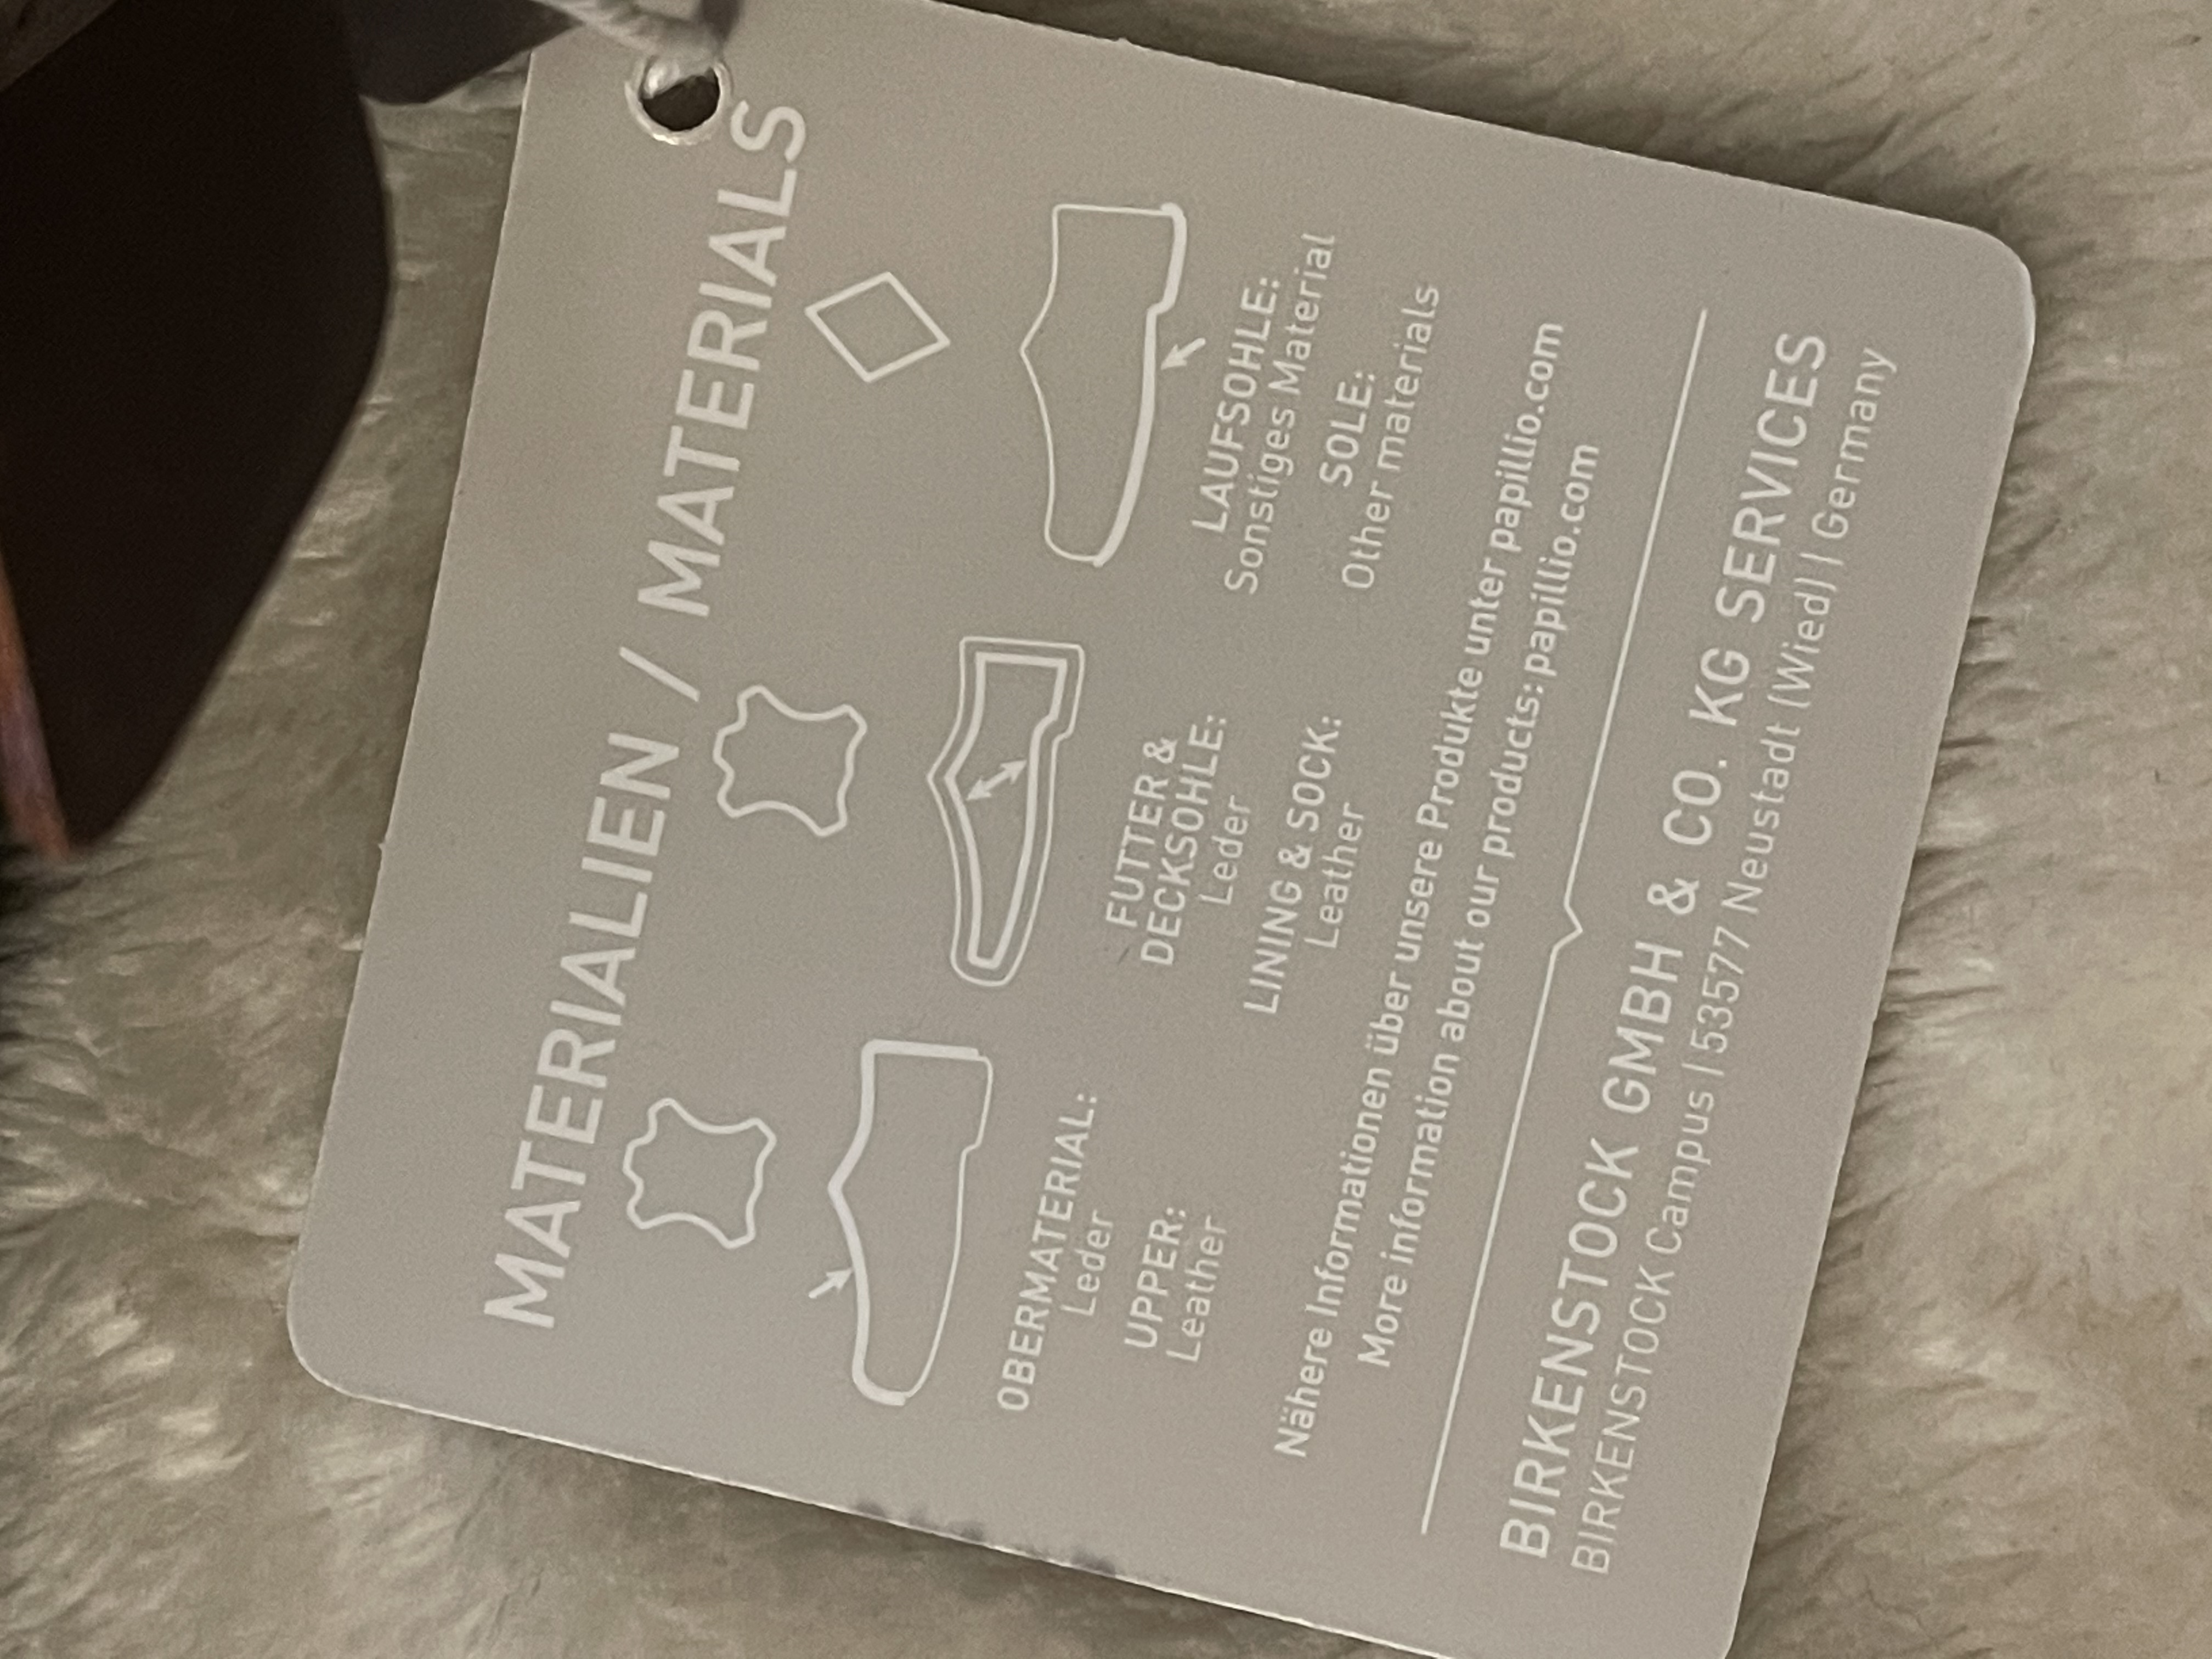 MATERIALIEN / MATERIALS
OBERMATERIAL:
Leder
UPPER:
Leather
FUTTER &
DECKSOHLE:
Leder
LINING & SOCK:
Leather
LAUFSOHLE:
Sonstiges Material
SOLE:
Other materials
Nähere Informationen über unsere Produkte unter papillio.com
More information about our products: papillio.com
BIRKENSTOCK GMBH & CO. KG SERVICES
BIRKENSTOCK Campus | 53577 Neustadt (Wied) | Germany